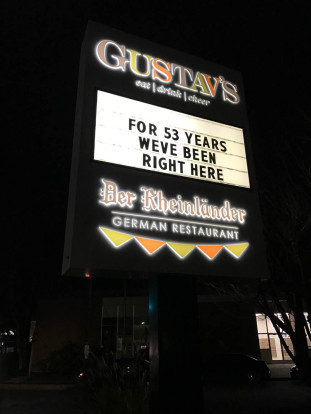 GUSTAV'S
eat | drink | cheer
FOR 53 YEARS
WEVE BEEN
RIGHT HERE
Der Rheinländer
GERMAN RESTAURANT